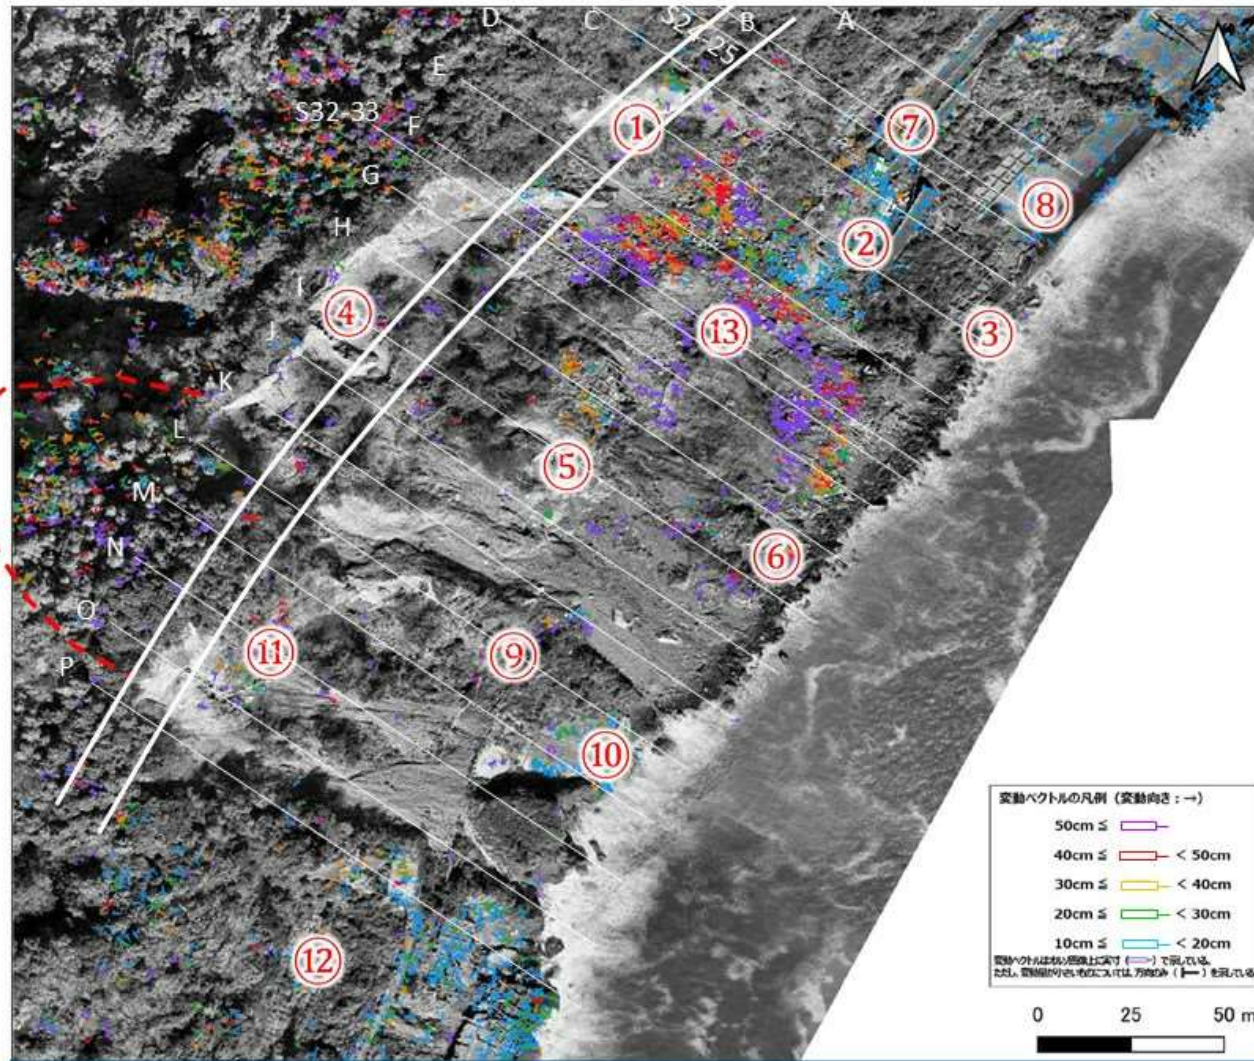 D
C
S24-25
B
A
E
S32-33
F
①
⑦
G
⑧
H
②
I
④
⑬
③
J
K
L
⑤
M
N
⑥
O
⑪
⑨
P
⑩
変動ベクトルの凡例（変動向き：→）
50cm ≦
40cm ≦ < 50cm
30cm ≦ < 40cm
20cm ≦ < 30cm
10cm ≦ < 20cm
⑫
0 25 50 m